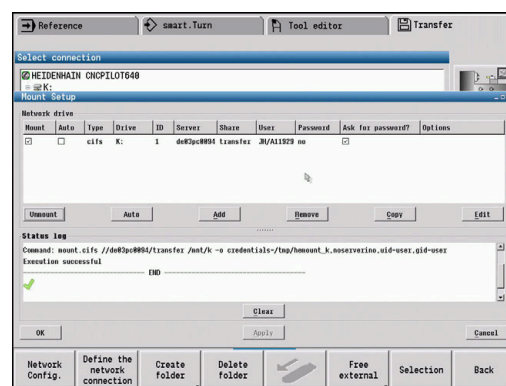 Reference
smart.Turn
Tool editor
Transfer
Select connection
HEIDENHAIN CNCPILOT640
K:
Mount Setup
Network drive
Mount Auto Type Drive ID Server Share User Password Ask for password? Options
cifs K: 1 de03pc0094 transfer JH/A11929 no
Unmount Auto Add Remove Copy Edit
Status log
Command: mount.cifs //de03pc0094/transfer /mnt/k -o credentials=/tmp/hemount_k,noserverino,uid=user,gid=user
Execution successful
END
Clear
OK Apply Cancel
Network Config.
Define the network connection
Create folder
Delete folder
Free external
Selection
Back